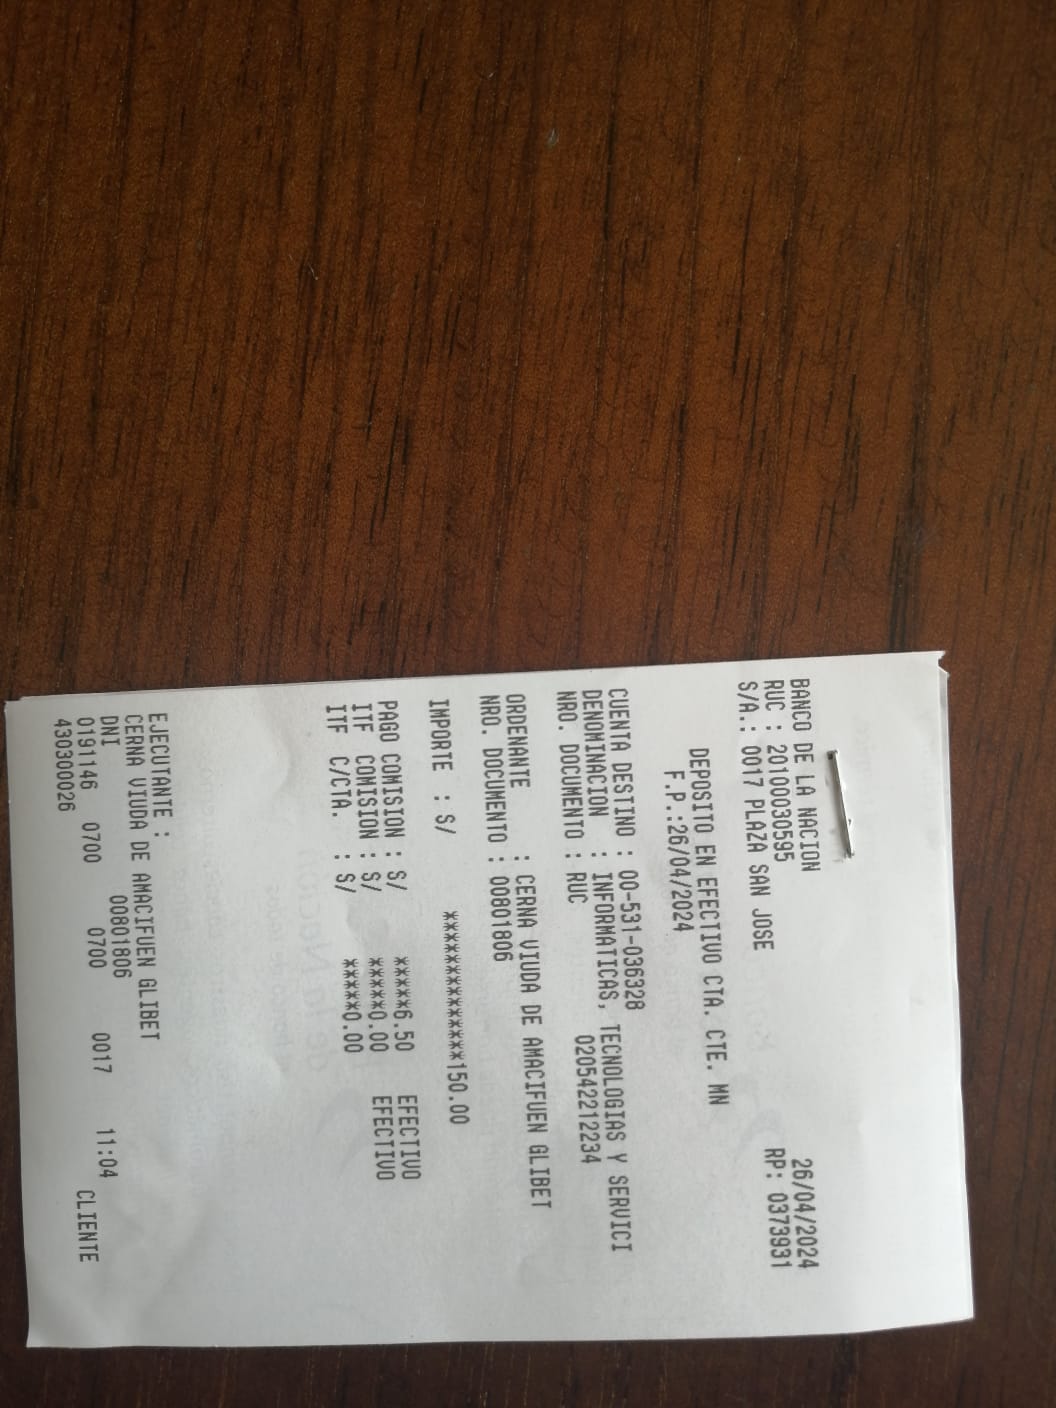 BANCO DE LA NACION 26/04/2024
RUC : 20100030595 RP: 0373931
S/A.: 0017 PLAZA SAN JOSE
DEPOSITO EN EFECTIVO CTA. CTE. MN
F.P.:26/04/2024
CUENTA DESTINO : 00-531-036328
DENOMINACION : INFORMATICAS, TECNOLOGIAS Y SERVICI
NRO. DOCUMENTO : RUC 020542212234
ORDENANTE : CERNA VIUDA DE AMACIFUEN GLIBET
NRO. DOCUMENTO : 00801806
IMPORTE : S/ ***************150.00
PAGO COMISION : S/ *****6.50 EFECTIVO
ITF COMISION : S/ *****0.00 EFECTIVO
ITF C/CTA. : S/ *****0.00
EJECUTANTE :
CERNA VIUDA DE AMACIFUEN GLIBET
DNI 00801806
0191146 0700 0700 0017 11:04 CLIENTE
430300026